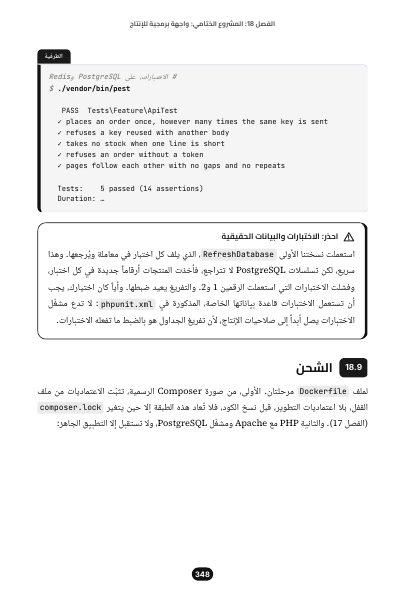 الفصل 18: المشروع الختامي: واجهة برمجية للإنتاج
الطرفية
# الاختبارات، على PostgreSQL وRedis
$ ./vendor/bin/pest
PASS Tests\Feature\ApiTest
✓ places an order once, however many times the same key is sent
✓ refuses a key reused with another body
✓ takes no stock when one line is short
✓ refuses an order without a token
✓ pages follow each other with no gaps and no repeats
Tests: 5 passed (14 assertions)
Duration: …
احذر: الاختبارات والبيانات الحقيقية
استعملت نسختنا الأولى RefreshDatabase، الذي يلف كل اختبار في معاملة ويُرجعها. وهذا
سريع، لكن تسلسلات PostgreSQL لا تتراجع، فأخذت المنتجات أرقاماً جديدة في كل اختبار،
وفشلت الاختبارات التي استعملت الرقمين 1 و2. والتفريغ يعيد ضبطها. وأياً كان اختيارك، يجب
أن تستعمل الاختبارات قاعدة بياناتها الخاصة، المذكورة في phpunit.xml: لا تدع مشغّل
الاختبارات يصل أبداً إلى صلاحيات الإنتاج، لأن تفريغ الجداول هو بالضبط ما تفعله الاختبارات.
18.9 الشحن
لملف Dockerfile مرحلتان. الأولى، من صورة Composer الرسمية، تثبّت الاعتماديات من ملف
القفل، بلا اعتماديات التطوير، قبل نسخ الكود، فلا تُعاد هذه الطبقة إلا حين يتغير composer.lock
(الفصل 17). والثانية PHP مع Apache ومشغّل PostgreSQL، ولا تستقبل إلا التطبيق الجاهز:
348